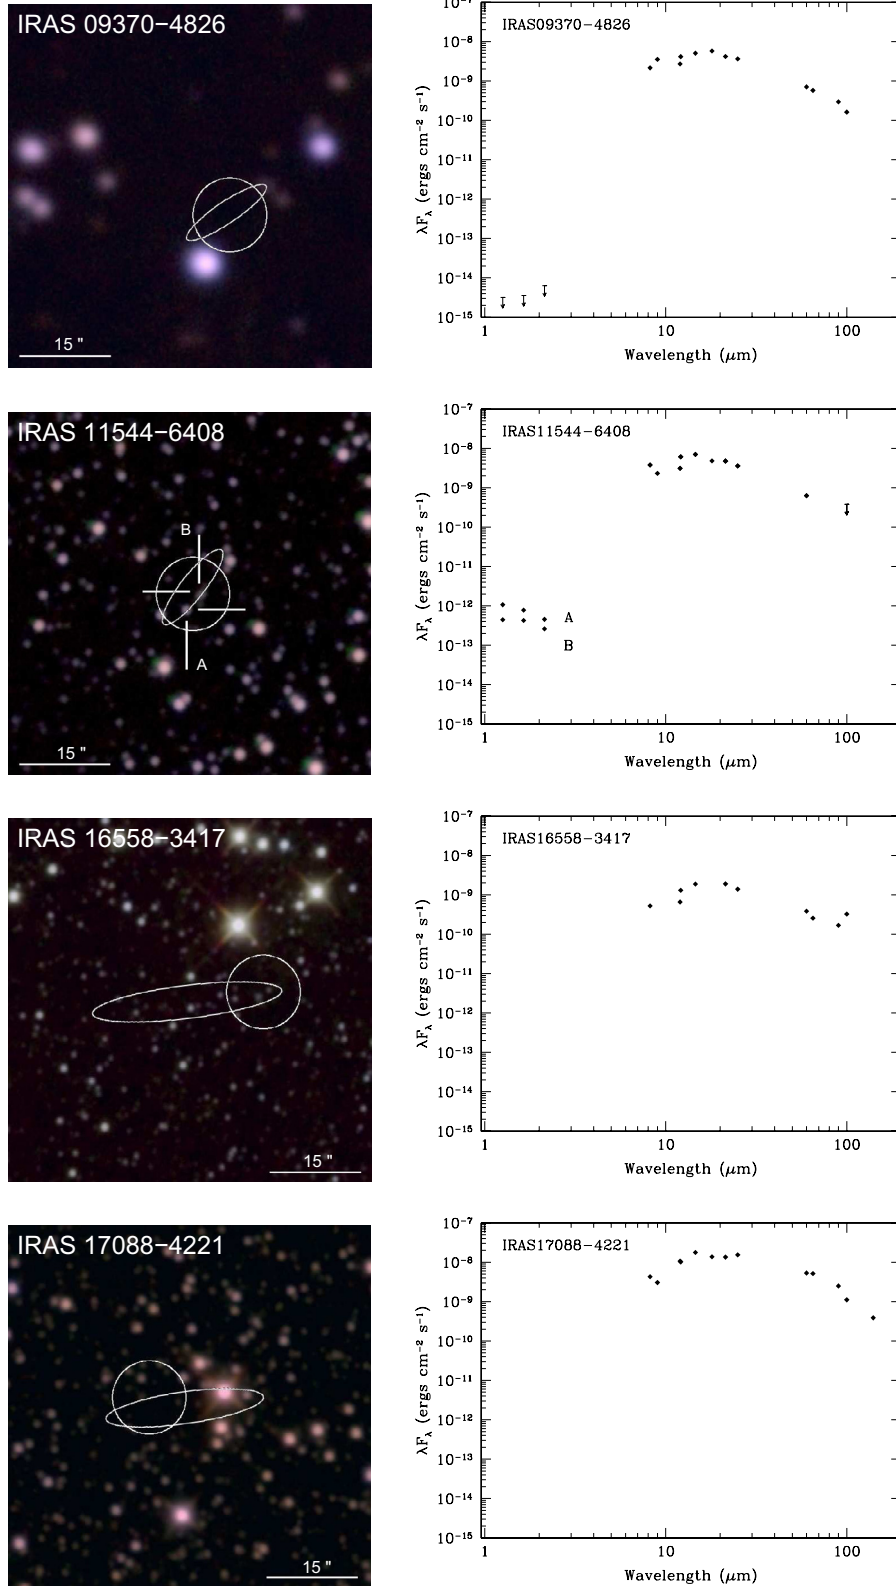 IRAS 09370−4826
15 "
IRAS09370−4826
10⁻⁷
10⁻⁸
10⁻⁹
10⁻¹⁰
10⁻¹¹
10⁻¹²
10⁻¹³
10⁻¹⁴
10⁻¹⁵
λFλ (ergs cm⁻² s⁻¹)
1 10 100
Wavelength (μm)
IRAS 11544−6408
B
A
15 "
IRAS11544−6408
10⁻⁷
10⁻⁸
10⁻⁹
10⁻¹⁰
10⁻¹¹
10⁻¹²
10⁻¹³
10⁻¹⁴
10⁻¹⁵
λFλ (ergs cm⁻² s⁻¹)
A
B
1 10 100
Wavelength (μm)
IRAS 16558−3417
15 "
IRAS16558−3417
10⁻⁷
10⁻⁸
10⁻⁹
10⁻¹⁰
10⁻¹¹
10⁻¹²
10⁻¹³
10⁻¹⁴
10⁻¹⁵
λFλ (ergs cm⁻² s⁻¹)
1 10 100
Wavelength (μm)
IRAS 17088−4221
15 "
IRAS17088−4221
10⁻⁷
10⁻⁸
10⁻⁹
10⁻¹⁰
10⁻¹¹
10⁻¹²
10⁻¹³
10⁻¹⁴
10⁻¹⁵
λFλ (ergs cm⁻² s⁻¹)
1 10 100
Wavelength (μm)